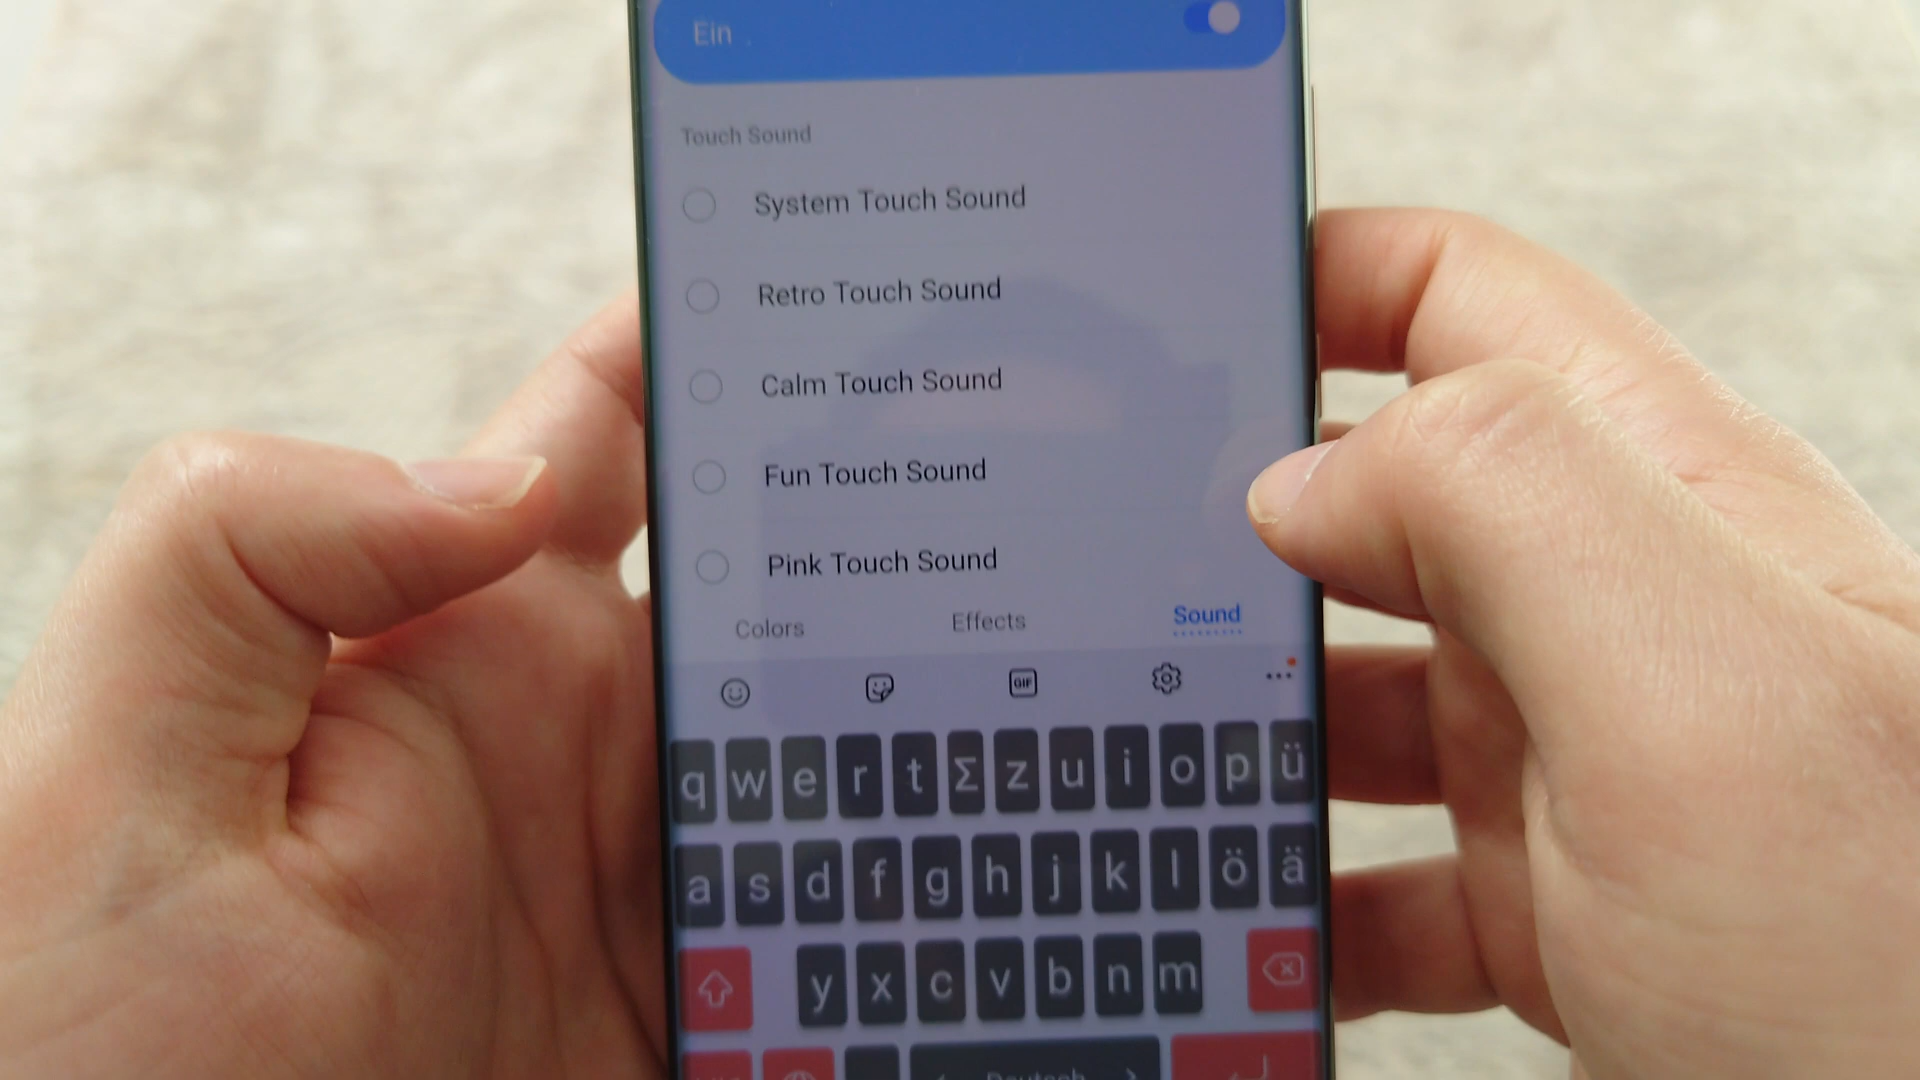 Ein
Touch Sound
System Touch Sound
Retro Touch Sound
Calm Touch Sound
Fun Touch Sound
Pink Touch Sound
Colors Effects Sound
GIF
q w e r t Σ z u i o p ü
a s d f g h j k l ö ä
y x c v b n m
Deutsch